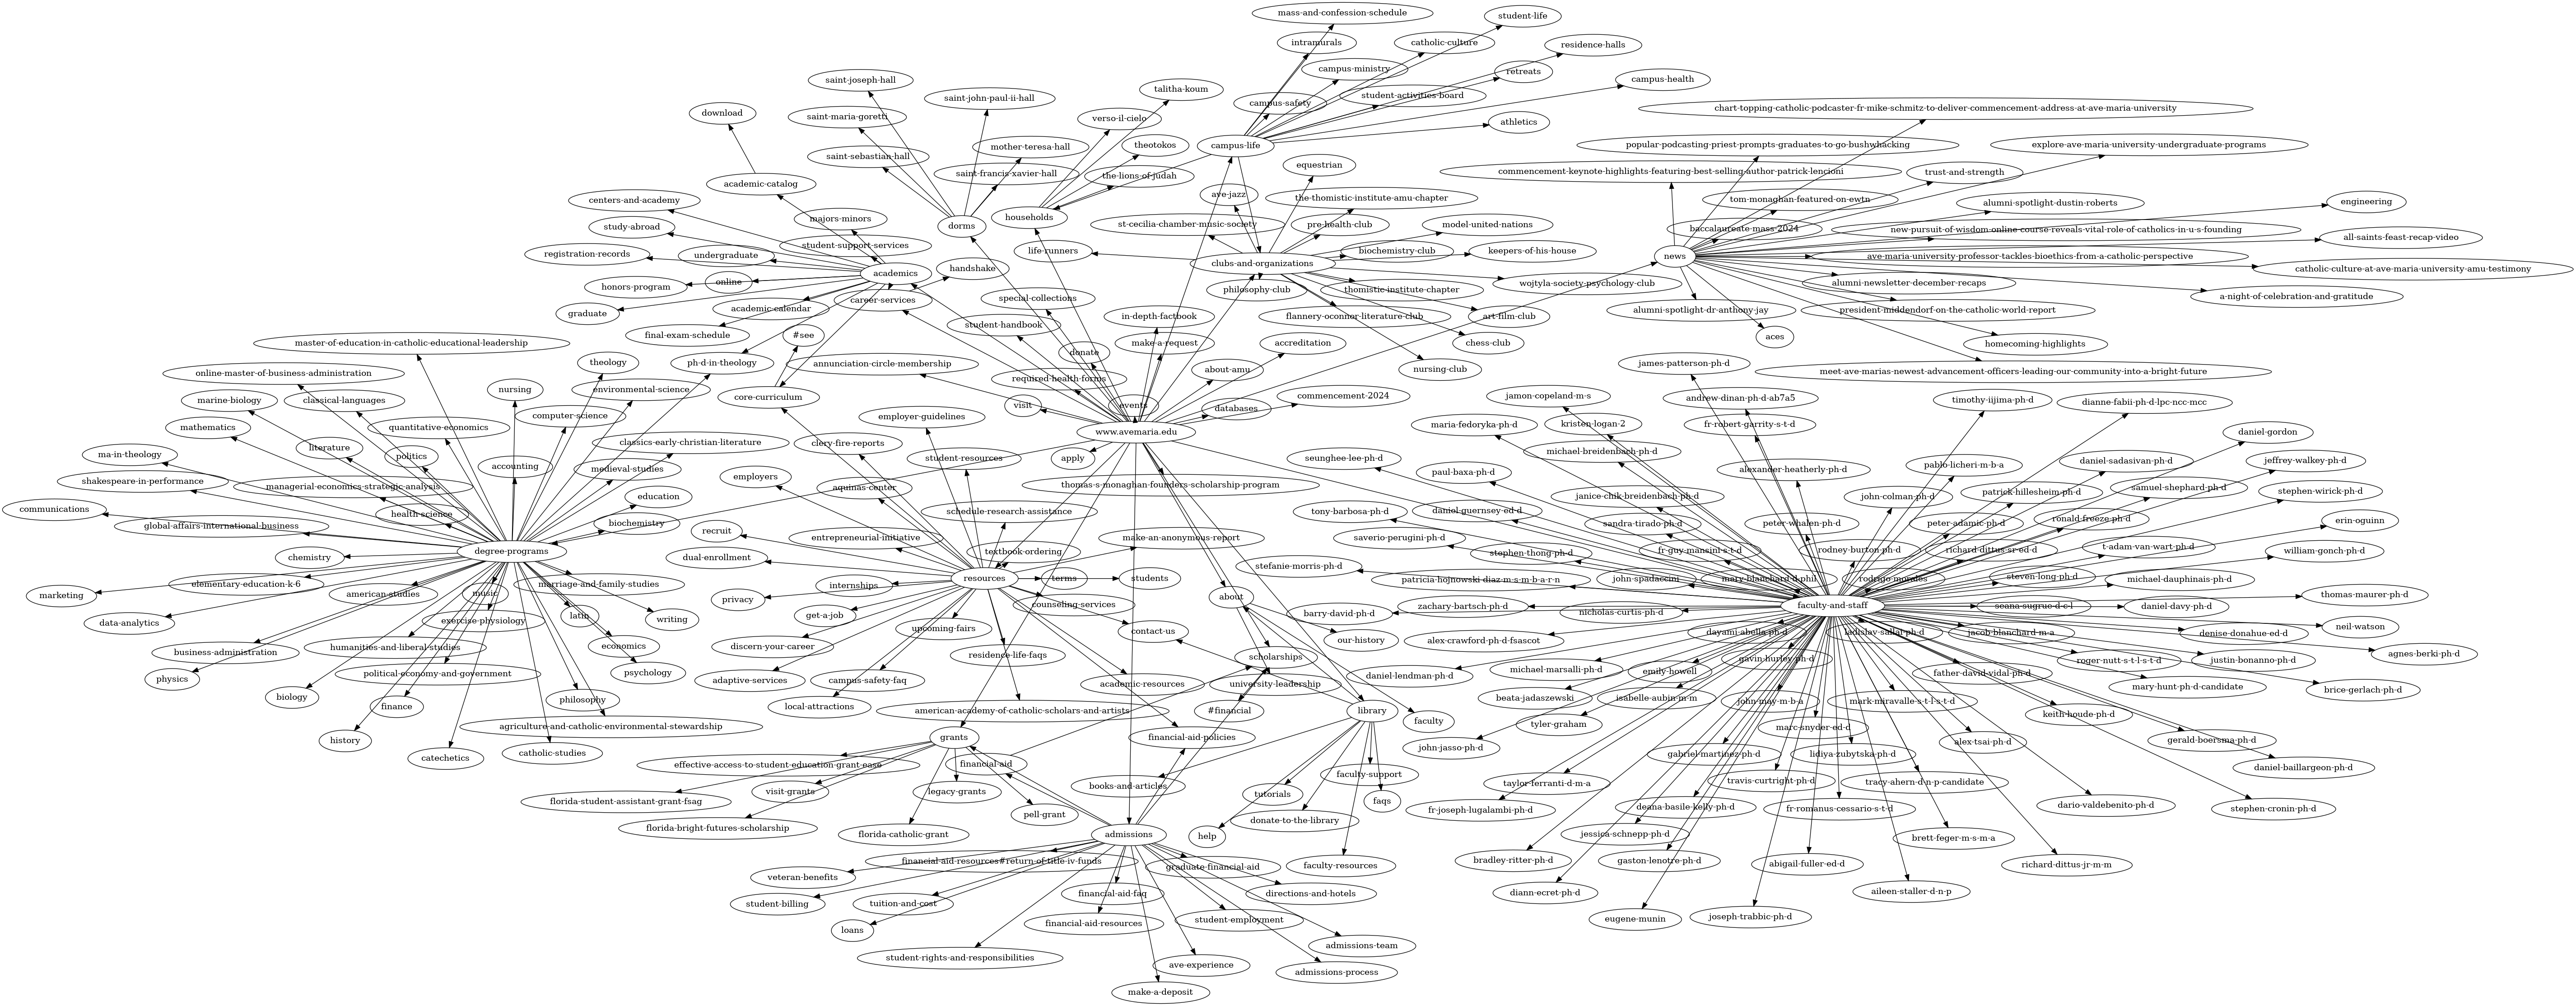 mass-and-confession-schedule
student-life
intramurals
catholic-culture
residence-halls
campus-ministry
retreats
campus-health
saint-joseph-hall
talitha-koum
student-activities-board
saint-john-paul-ii-hall
campus-safety
chart-topping-catholic-podcaster-fr-mike-schmitz-to-deliver-commencement-address-at-ave-maria-university
download
saint-maria-goretti
verso-il-cielo
athletics
mother-teresa-hall
theotokos
campus-life
popular-podcasting-priest-prompts-graduates-to-go-bushwhacking
explore-ave-maria-university-undergraduate-programs
saint-sebastian-hall
equestrian
saint-francis-xavier-hall
the-lions-of-judah
commencement-keynote-highlights-featuring-best-selling-author-patrick-lencioni
trust-and-strength
academic-catalog
ave-jazz
the-thomistic-institute-amu-chapter
tom-monaghan-featured-on-ewtn
alumni-spotlight-dustin-roberts
engineering
centers-and-academy
majors-minors
households
st-cecilia-chamber-music-society
pre-health-club
model-united-nations
baccalaureate-mass-2024
new-pursuit-of-wisdom-online-course-reveals-vital-role-of-catholics-in-u-s-founding
study-abroad
dorms
all-saints-feast-recap-video
student-support-services
life-runners
biochemistry-club
keepers-of-his-house
registration-records
undergraduate
clubs-and-organizations
news
ave-maria-university-professor-tackles-bioethics-from-a-catholic-perspective
academics
handshake
catholic-culture-at-ave-maria-university-amu-testimony
honors-program
online
philosophy-club
thomistic-institute-chapter
wojtyla-society-psychology-club
alumni-newsletter-december-recaps
career-services
special-collections
a-night-of-celebration-and-gratitude
graduate
academic-calendar
in-depth-factbook
flannery-oconnor-literature-club
art-film-club
alumni-spotlight-dr-anthony-jay
president-middendorf-on-the-catholic-world-report
final-exam-schedule
student-handbook
#see
make-a-request
accreditation
chess-club
aces
homecoming-highlights
master-of-education-in-catholic-educational-leadership
donate
theology
ph-d-in-theology
annunciation-circle-membership
about-amu
nursing-club
james-patterson-ph-d
meet-ave-marias-newest-advancement-officers-leading-our-community-into-a-bright-future
online-master-of-business-administration
required-health-forms
nursing
environmental-science
core-curriculum
commencement-2024
jamon-copeland-m-s
andrew-dinan-ph-d-ab7a5
timothy-iijima-ph-d
dianne-fabii-ph-d-lpc-ncc-mcc
marine-biology
classical-languages
visit
events
databases
computer-science
employer-guidelines
maria-fedoryka-ph-d
kristen-logan-2
fr-robert-garrity-s-t-d
mathematics
quantitative-economics
www.avemaria.edu
daniel-gordon
literature
classics-early-christian-literature
clery-fire-reports
michael-breidenbach-ph-d
ma-in-theology
politics
student-resources
apply
seunghee-lee-ph-d
daniel-sadasivan-ph-d
jeffrey-walkey-ph-d
accounting
medieval-studies
paul-baxa-ph-d
alexander-heatherly-ph-d
pablo-licheri-m-b-a
shakespeare-in-performance
employers
managerial-economics-strategic-analysis
aquinas-center
thomas-s-monaghan-founders-scholarship-program
samuel-shephard-ph-d
stephen-wirick-ph-d
education
janice-chik-breidenbach-ph-d
john-colman-ph-d
patrick-hillesheim-ph-d
communications
health-science
schedule-research-assistance
tony-barbosa-ph-d
daniel-guernsey-ed-d
ronald-freeze-ph-d
erin-oguinn
global-affairs-international-business
biochemistry
sandra-tirado-ph-d
peter-whalen-ph-d
peter-adamic-ph-d
recruit
entrepreneurial-initiative
make-an-anonymous-report
saverio-perugini-ph-d
degree-programs
textbook-ordering
stephen-thong-ph-d
fr-guy-mancini-s-t-d
rodney-burton-ph-d
richard-dittus-sr-ed-d
t-adam-van-wart-ph-d
william-gonch-ph-d
chemistry
dual-enrollment
stefanie-morris-ph-d
resources
terms
students
patricia-hojnowski-diaz-m-s-m-b-a-r-n
john-spadaccini
mary-blanchard-d-phil
rodrigo-morales
steven-long-ph-d
michael-dauphinais-ph-d
elementary-education-k-6
marriage-and-family-studies
internships
marketing
american-studies
music
privacy
about
thomas-maurer-ph-d
counseling-services
barry-david-ph-d
zachary-bartsch-ph-d
nicholas-curtis-ph-d
faculty-and-staff
seana-sugrue-d-c-l
daniel-davy-ph-d
get-a-job
data-analytics
exercise-physiology
latin
writing
upcoming-fairs
contact-us
our-history
alex-crawford-ph-d-fsascot
dayami-abella-ph-d
ladislav-sallai-ph-d
jacob-blanchard-m-a
denise-donahue-ed-d
neil-watson
business-administration
humanities-and-liberal-studies
economics
discern-your-career
residence-life-faqs
scholarships
gavin-hurley-ph-d
roger-nutt-s-t-l-s-t-d
justin-bonanno-ph-d
agnes-berki-ph-d
physics
political-economy-and-government
psychology
adaptive-services
campus-safety-faq
academic-resources
university-leadership
daniel-lendman-ph-d
michael-marsalli-ph-d
emily-howell
father-david-vidal-ph-d
mary-hunt-ph-d-candidate
brice-gerlach-ph-d
biology
finance
philosophy
local-attractions
american-academy-of-catholic-scholars-and-artists
#financial
library
faculty
beata-jadaszewski
isabelle-aubin-m-m
john-may-m-b-a
mark-miravalle-s-t-l-s-t-d
keith-houde-ph-d
agriculture-and-catholic-environmental-stewardship
tyler-graham
marc-snyder-ed-d
history
catholic-studies
grants
financial-aid-policies
john-jasso-ph-d
alex-tsai-ph-d
gerald-boersma-ph-d
catechetics
effective-access-to-student-education-grant-ease
financial-aid
faculty-support
gabriel-martinez-ph-d
lidiya-zubytska-ph-d
daniel-baillargeon-ph-d
florida-student-assistant-grant-fsag
visit-grants
legacy-grants
books-and-articles
tutorials
faqs
taylor-ferranti-d-m-a
travis-curtright-ph-d
tracy-ahern-d-n-p-candidate
florida-bright-futures-scholarship
florida-catholic-grant
pell-grant
donate-to-the-library
fr-joseph-lugalambi-ph-d
deana-basile-kelly-ph-d
fr-romanus-cessario-s-t-d
dario-valdebenito-ph-d
stephen-cronin-ph-d
admissions
help
jessica-schnepp-ph-d
brett-feger-m-s-m-a
financial-aid-resources#return-of-title-iv-funds
graduate-financial-aid
faculty-resources
bradley-ritter-ph-d
gaston-lenotre-ph-d
abigail-fuller-ed-d
richard-dittus-jr-m-m
veteran-benefits
financial-aid-faq
directions-and-hotels
diann-ecret-ph-d
aileen-staller-d-n-p
student-billing
tuition-and-cost
financial-aid-resources
student-employment
eugene-munin
joseph-trabbic-ph-d
loans
admissions-team
student-rights-and-responsibilities
ave-experience
admissions-process
make-a-deposit